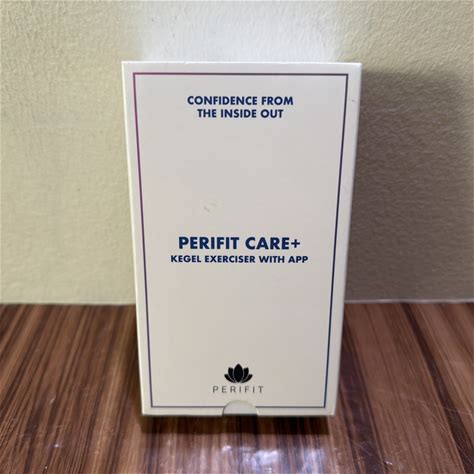 CONFIDENCE FROM
THE INSIDE OUT
PERIFIT CARE+
KEGEL EXERCISER WITH APP
PERIFIT